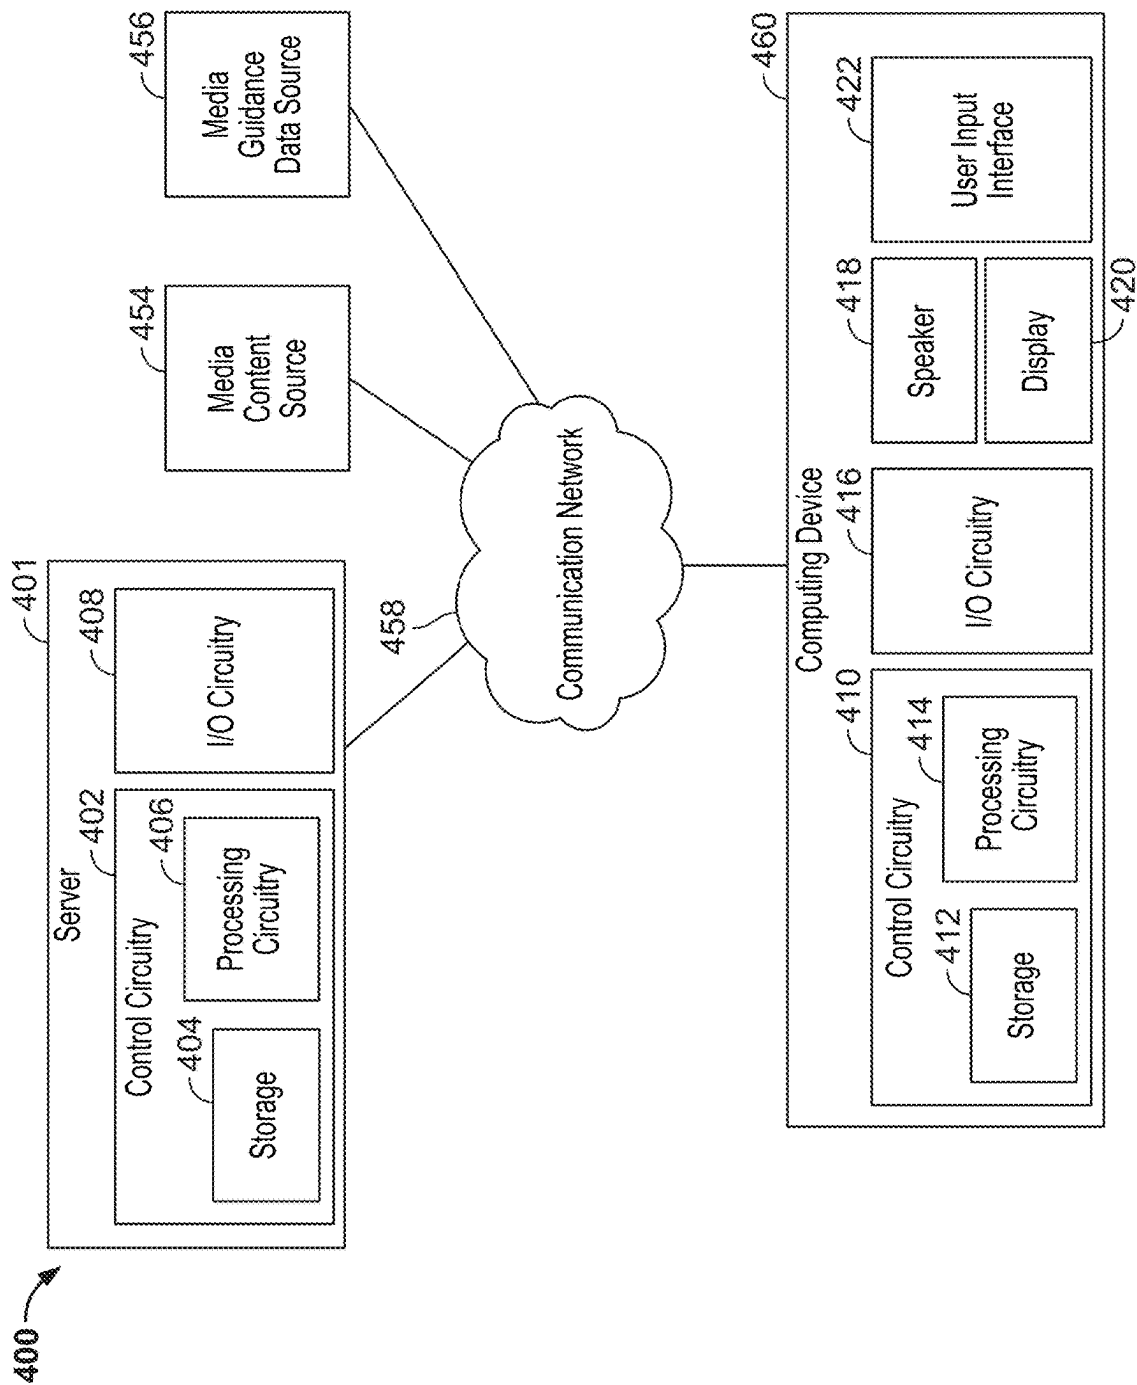 400
Server
401
Control Circuitry
402
Storage
404
Processing
Circuitry
406
I/O Circuitry
408
Media
Content
Source
454
Media
Guidance
Data Source
456
458
Communication Network
Computing Device
460
Control Circuitry
410
Storage
412
Processing
Circuitry
414
I/O Circuitry
416
Speaker
418
Display
420
User Input
Interface
422